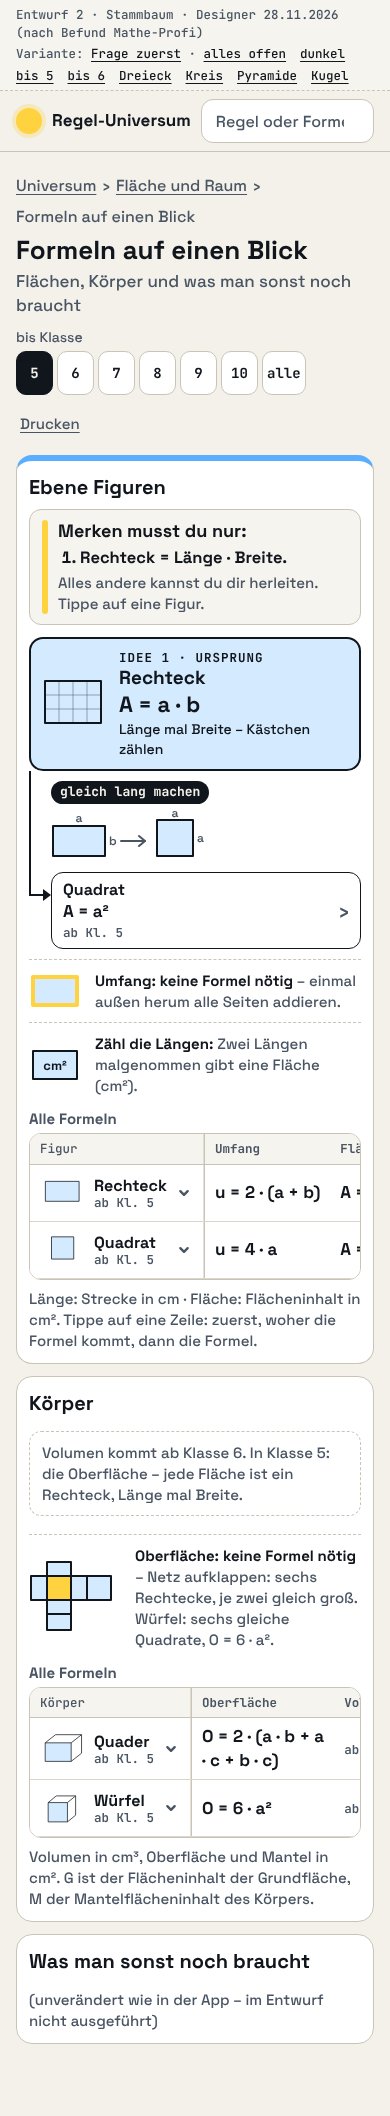 Entwurf 2 · Stammbaum · Designer 28.11.2026
(nach Befund Mathe-Profi)
Variante: Frage zuerst · alles offen dunkel
bis 5 bis 6 Dreieck Kreis Pyramide Kugel
Regel-Universum
Regel oder Forme
Universum > Fläche und Raum >
Formeln auf einen Blick
Formeln auf einen Blick
Flächen, Körper und was man sonst noch
braucht
bis Klasse
5 6 7 8 9 10 alle
Drucken
Ebene Figuren
Merken musst du nur:
1. Rechteck = Länge · Breite.
Alles andere kannst du dir herleiten.
Tippe auf eine Figur.
IDEE 1 · URSPRUNG
Rechteck
A = a · b
Länge mal Breite – Kästchen
zählen
gleich lang machen
a
b
a
a
Quadrat
A = a²
ab Kl. 5
>
Umfang: keine Formel nötig – einmal
außen herum alle Seiten addieren.
cm²
Zähl die Längen: Zwei Längen
malgenommen gibt eine Fläche
(cm²).
Alle Formeln
Figur Umfang Flä
Rechteck
ab Kl. 5
u = 2 · (a + b) A =
Quadrat
ab Kl. 5
u = 4 · a A =
Länge: Strecke in cm · Fläche: Flächeninhalt in
cm². Tippe auf eine Zeile: zuerst, woher die
Formel kommt, dann die Formel.
Körper
Volumen kommt ab Klasse 6. In Klasse 5:
die Oberfläche – jede Fläche ist ein
Rechteck, Länge mal Breite.
Oberfläche: keine Formel nötig
– Netz aufklappen: sechs
Rechtecke, je zwei gleich groß.
Würfel: sechs gleiche
Quadrate, O = 6 · a².
Alle Formeln
Körper Oberfläche Vo
Quader
ab Kl. 5
O = 2 · (a · b + a
· c + b · c)
ab
Würfel
ab Kl. 5
O = 6 · a²
ab
Volumen in cm³, Oberfläche und Mantel in
cm². G ist der Flächeninhalt der Grundfläche,
M der Mantelflächeninhalt des Körpers.
Was man sonst noch braucht
(unverändert wie in der App – im Entwurf
nicht ausgeführt)